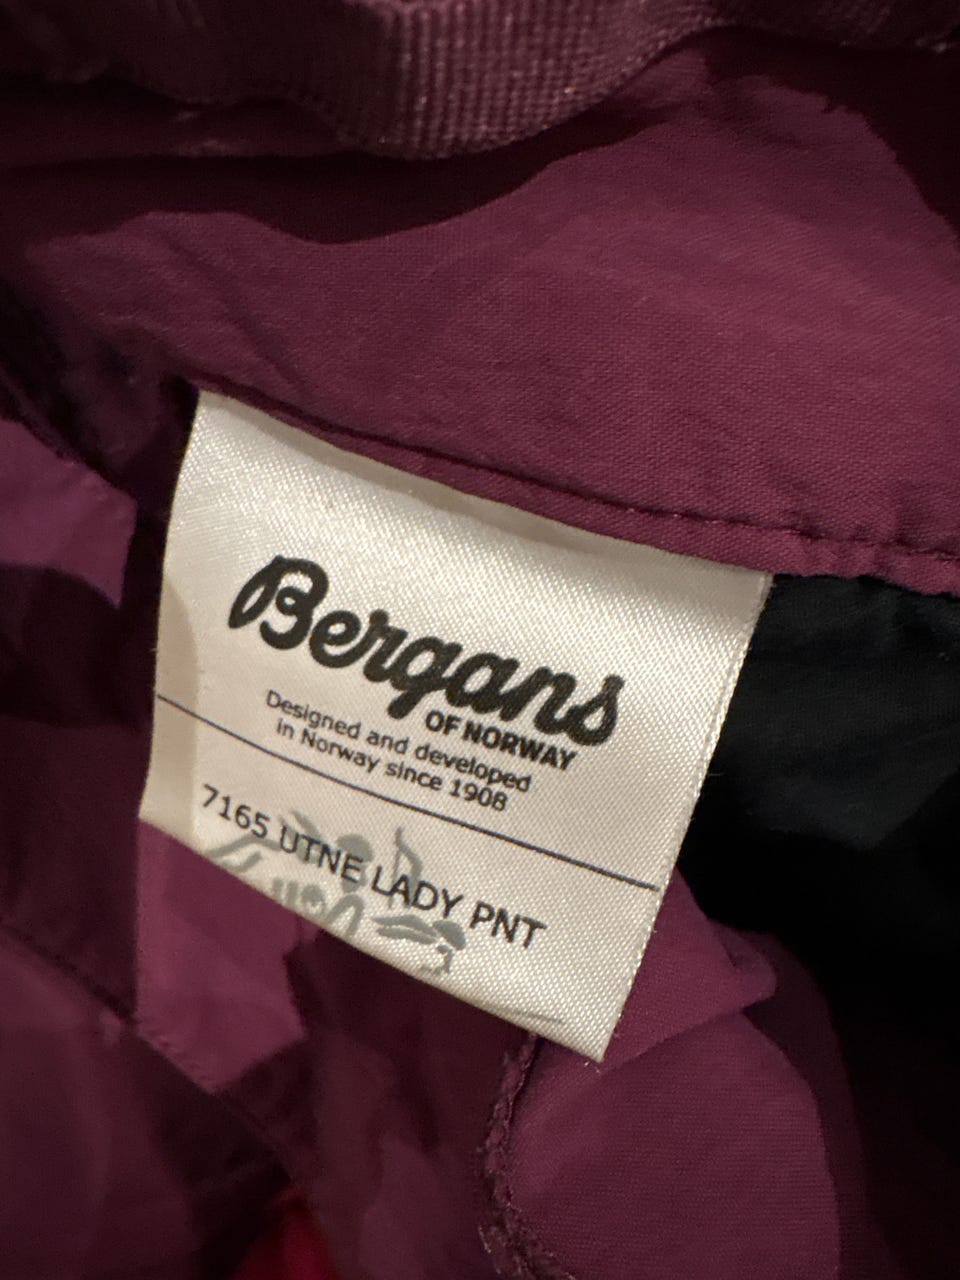 Bergans
OF NORWAY
Designed and developed
in Norway since 1908
7165 UTNE LADY PNT